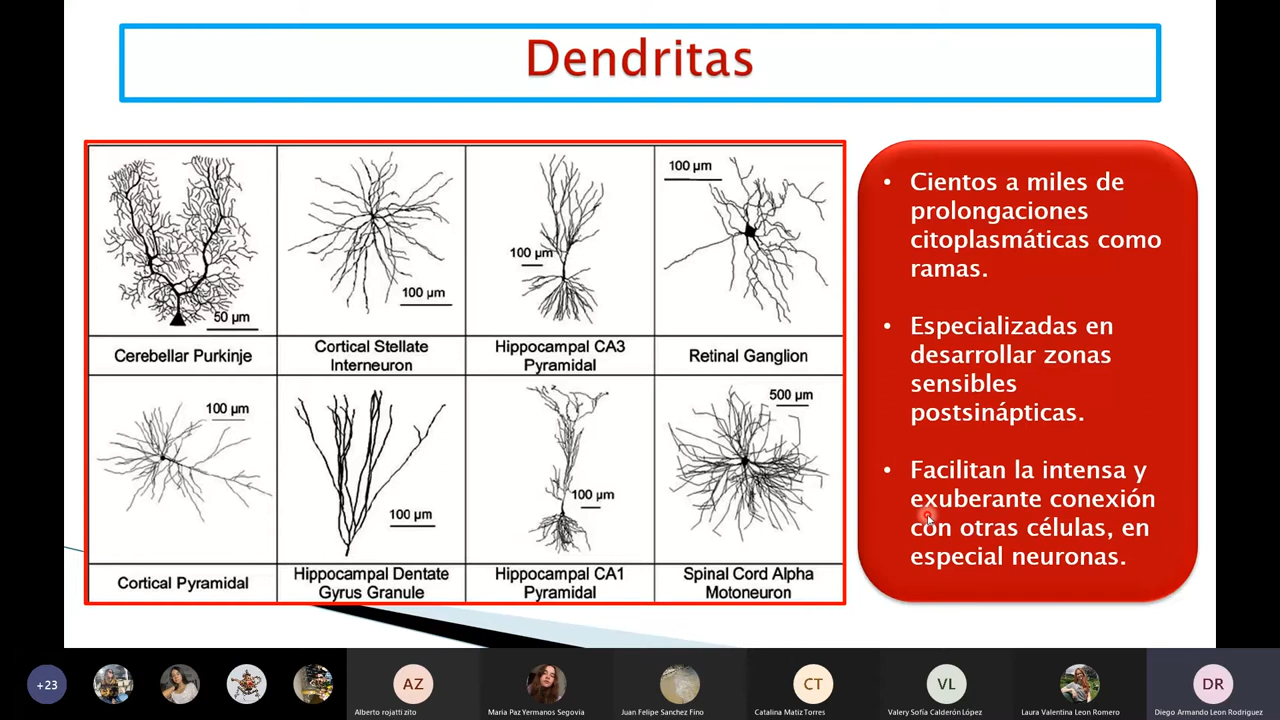 Dendritas
100 µm
100 µm
50 µm
100 µm
Cerebellar Purkinje
Cortical Stellate
Interneuron
Hippocampal CA3
Pyramidal
Retinal Ganglion
100 µm
100 µm
100 µm
500 µm
Cortical Pyramidal
Hippocampal Dentate
Gyrus Granule
Hippocampal CA1
Pyramidal
Spinal Cord Alpha
Motoneuron
• Cientos a miles de
prolongaciones
citoplasmáticas como
ramas.
• Especializadas en
desarrollar zonas
sensibles
postsinápticas.
• Facilitan la intensa y
exuberante conexión
con otras células, en
especial neuronas.
+23
AZ
CT
VL
DR
Alberto rojatti zito
Maria Paz Yermanos Segovia
Juan Felipe Sanchez Fino
Catalina Matiz Torres
Valery Sofía Calderón López
Laura Valentina Leon Romero
Diego Armando Leon Rodriguez